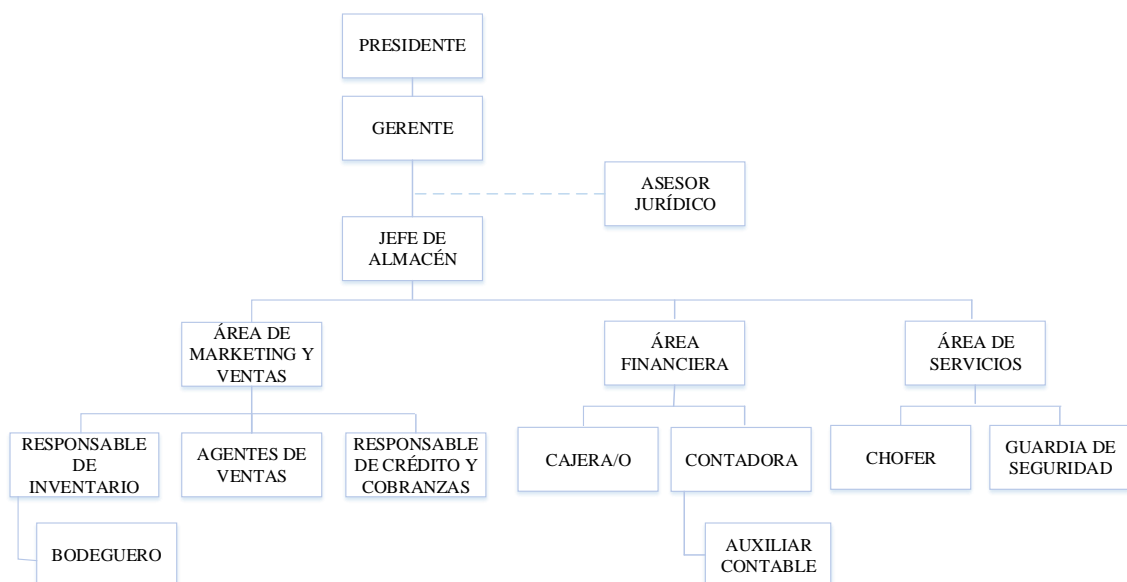 PRESIDENTE
GERENTE
ASESOR
JURÍDICO
JEFE DE
ALMACÉN
ÁREA DE
MARKETING Y
VENTAS
ÁREA
FINANCIERA
ÁREA DE
SERVICIOS
RESPONSABLE
DE
INVENTARIO
AGENTES DE
VENTAS
RESPONSABLE
DE CRÉDITO Y
COBRANZAS
CAJERA/O
CONTADORA
CHOFER
GUARDIA DE
SEGURIDAD
BODEGUERO
AUXILIAR
CONTABLE